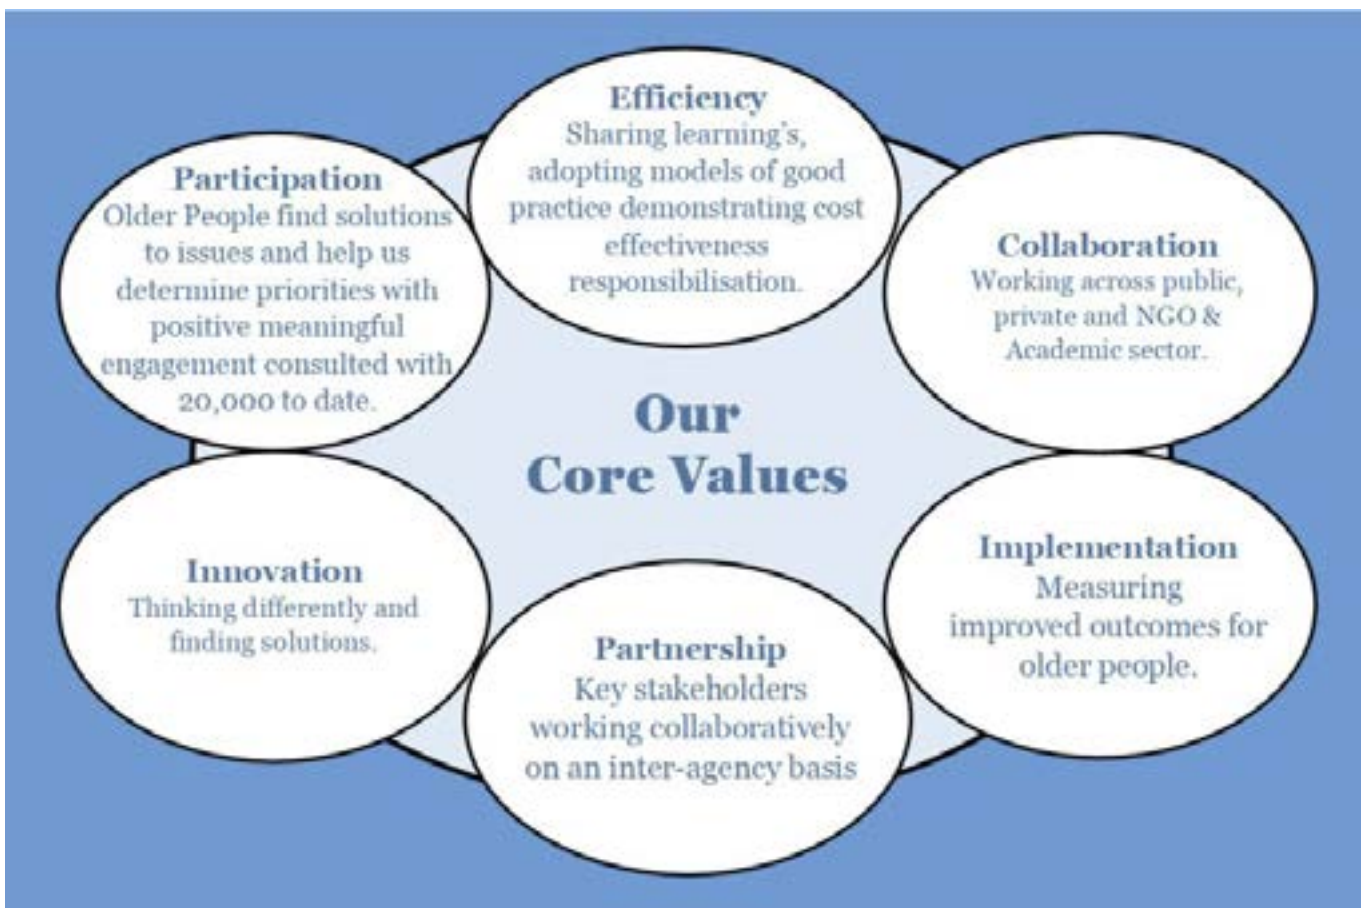 Efficiency
Sharing learning's,
adopting models of good
practice demonstrating cost
effectiveness
responsibilisation.
Participation
Older People find solutions
to issues and help us
determine priorities with
positive meaningful
engagement consulted with
20,000 to date.
Collaboration
Working across public,
private and NGO &
Academic sector.
Our
Core Values
Innovation
Thinking differently and
finding solutions.
Implementation
Measuring
improved outcomes for
older people.
Partnership
Key stakeholders
working collaboratively
on an inter-agency basis